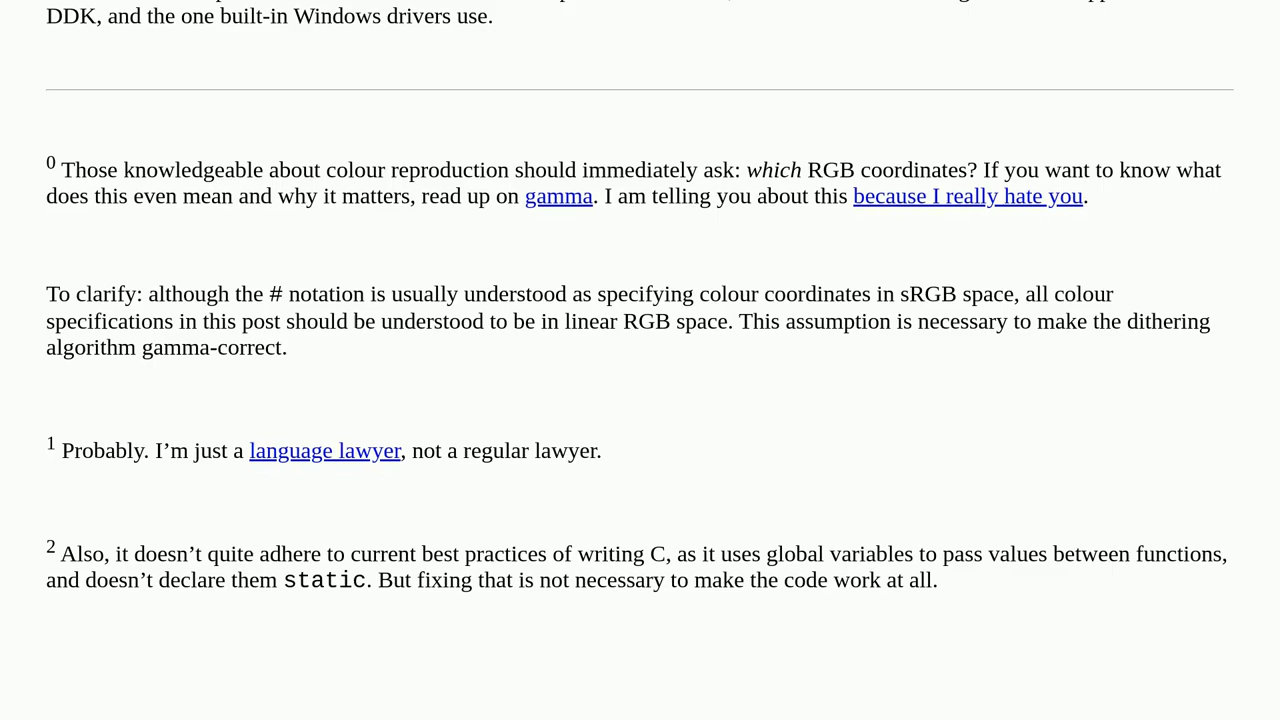 DDK, and the one built-in Windows drivers use.
0 Those knowledgeable about colour reproduction should immediately ask: which RGB coordinates? If you want to know what
does this even mean and why it matters, read up on gamma. I am telling you about this because I really hate you.
To clarify: although the # notation is usually understood as specifying colour coordinates in sRGB space, all colour
specifications in this post should be understood to be in linear RGB space. This assumption is necessary to make the dithering
algorithm gamma-correct.
1 Probably. I’m just a language lawyer, not a regular lawyer.
2 Also, it doesn’t quite adhere to current best practices of writing C, as it uses global variables to pass values between functions,
and doesn’t declare them static. But fixing that is not necessary to make the code work at all.